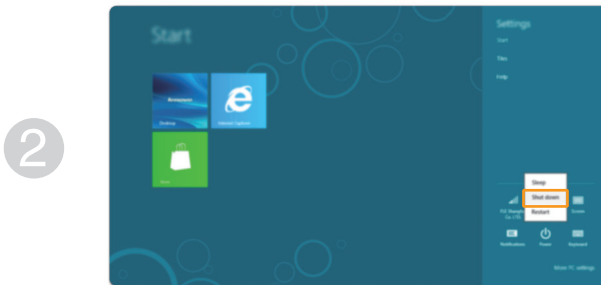 2
Start
Settings
Start
Tiles
Help
Desktop
Internet Explorer
Store
Sleep
Shut down
Restart
Screen
Notifications
Power
Keyboard
More PC settings